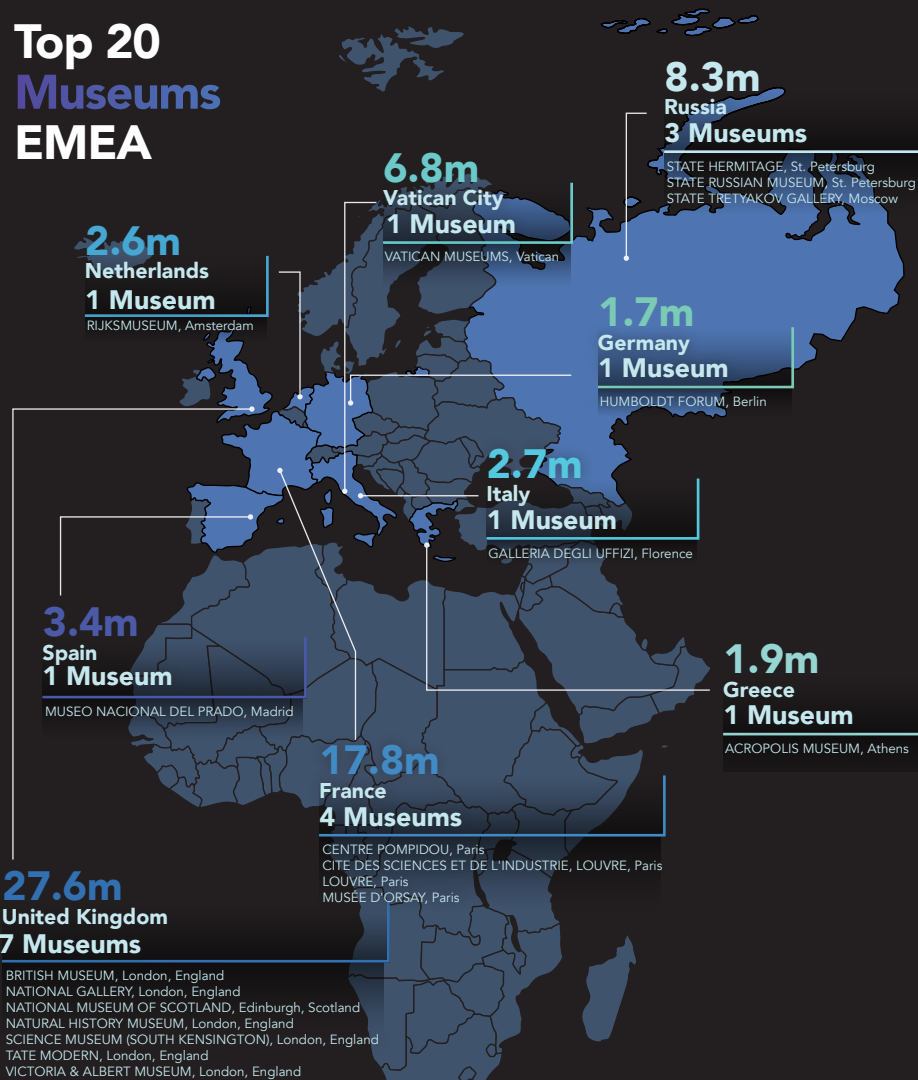 Top 20
Museums
EMEA
8.3m
Russia
3 Museums
STATE HERMITAGE, St. Petersburg
STATE RUSSIAN MUSEUM, St. Petersburg
STATE TRETYAKOV GALLERY, Moscow
6.8m
Vatican City
1 Museum
VATICAN MUSEUMS, Vatican
2.6m
Netherlands
1 Museum
RIJKSMUSEUM, Amsterdam
1.7m
Germany
1 Museum
HUMBOLDT FORUM, Berlin
2.7m
Italy
1 Museum
GALLERIA DEGLI UFFIZI, Florence
3.4m
Spain
1 Museum
MUSEO NACIONAL DEL PRADO, Madrid
1.9m
Greece
1 Museum
ACROPOLIS MUSEUM, Athens
17.8m
France
4 Museums
CENTRE POMPIDOU, Paris
CITE DES SCIENCES ET DE L'INDUSTRIE, LOUVRE, Paris
LOUVRE, Paris
MUSÉE D'ORSAY, Paris
27.6m
United Kingdom
7 Museums
BRITISH MUSEUM, London, England
NATIONAL GALLERY, London, England
NATIONAL MUSEUM OF SCOTLAND, Edinburgh, Scotland
NATURAL HISTORY MUSEUM, London, England
SCIENCE MUSEUM (SOUTH KENSINGTON), London, England
TATE MODERN, London, England
VICTORIA & ALBERT MUSEUM, London, England